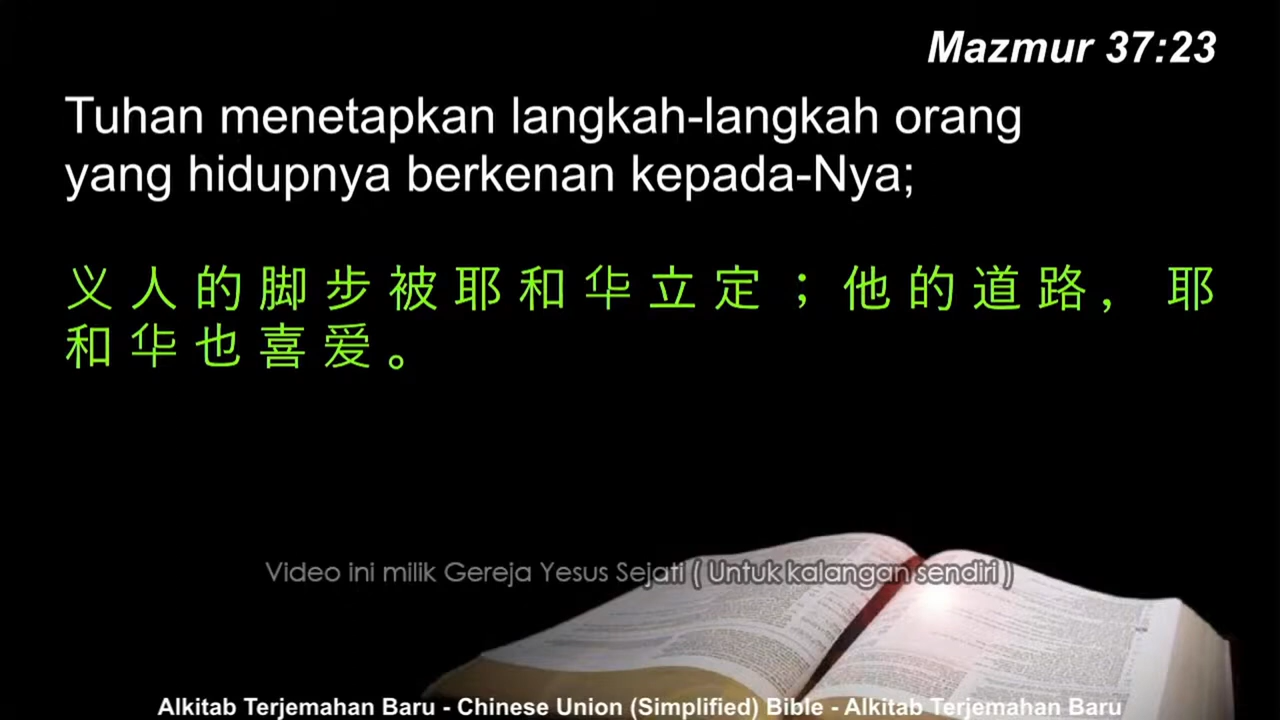 Mazmur 37:23
Tuhan menetapkan langkah-langkah orang
yang hidupnya berkenan kepada-Nya;
义人的脚步被耶和华立定；他的道路，耶
和华也喜爱。
Video ini milik Gereja Yesus Sejati ( Untuk kalangan sendiri )
Alkitab Terjemahan Baru - Chinese Union (Simplified) Bible - Alkitab Terjemahan Baru